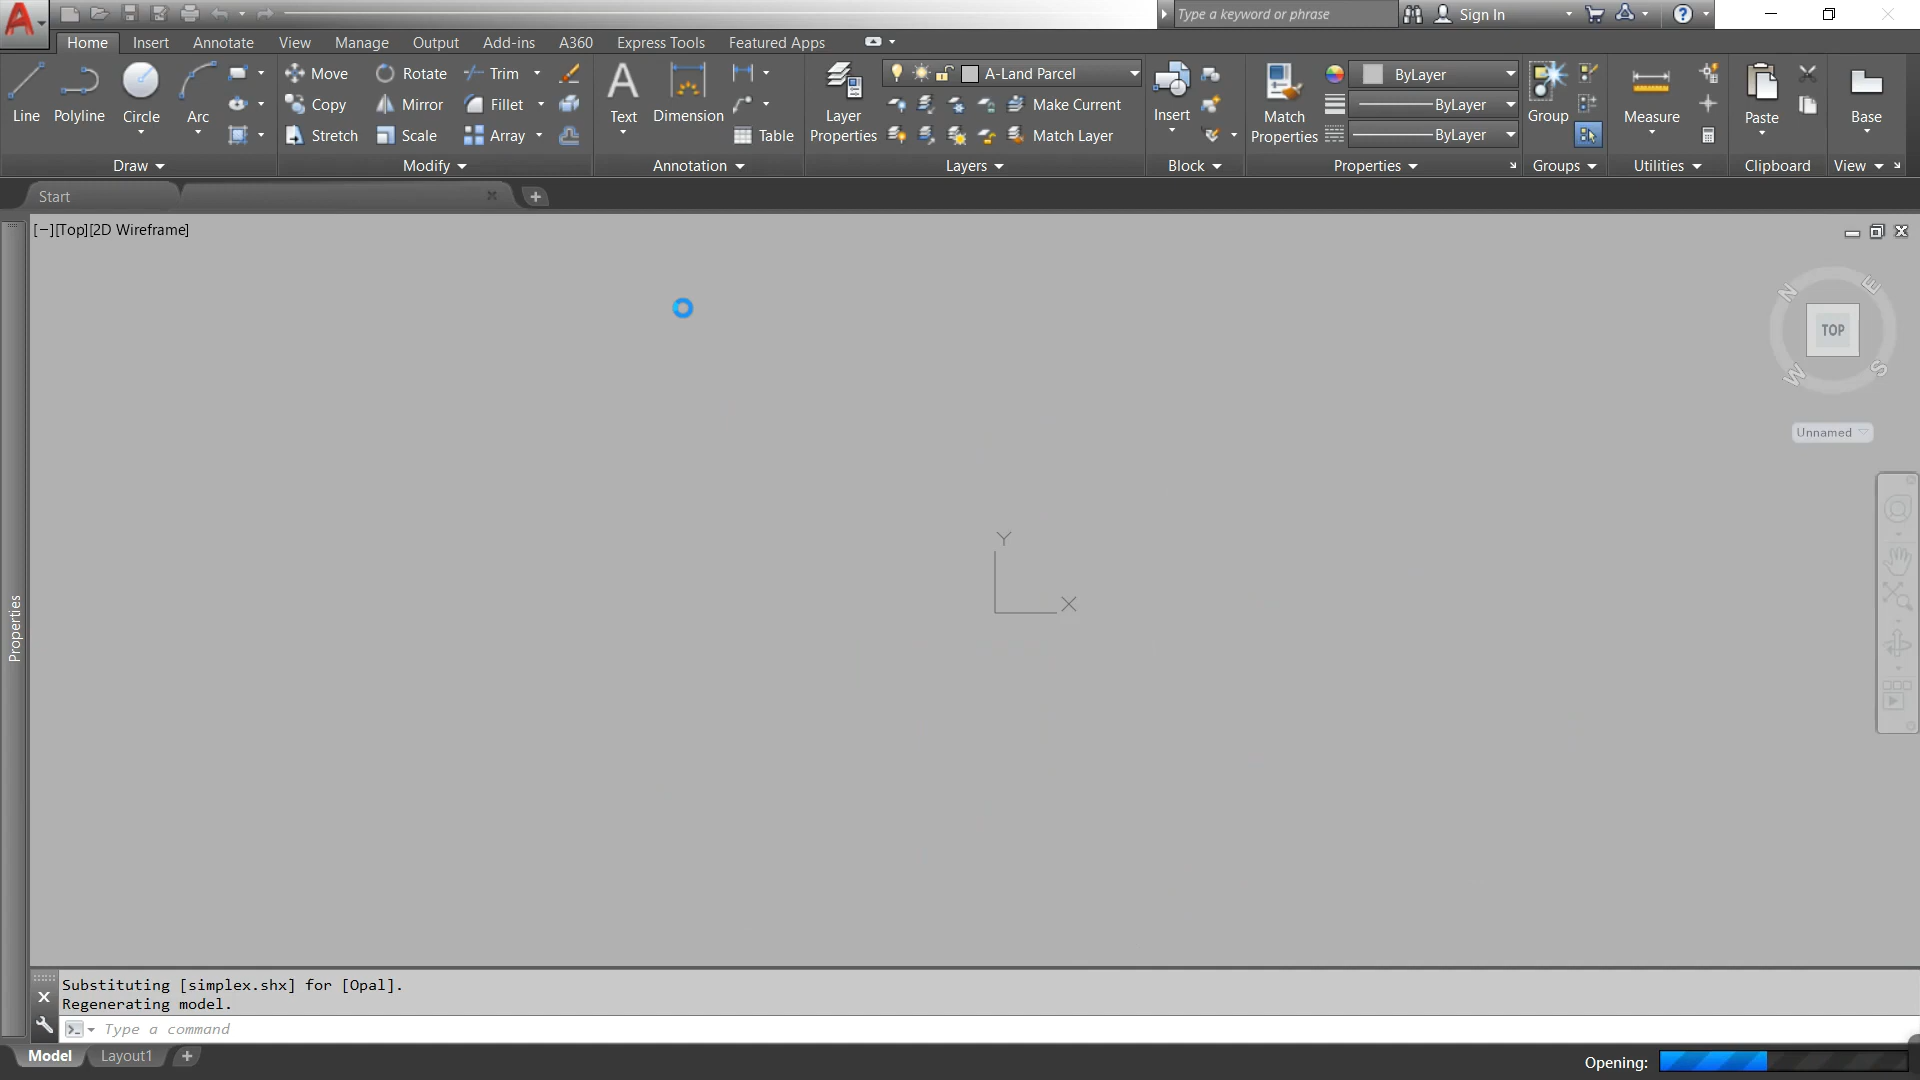 A
Type a keyword or phrase
Sign In
Home Insert Annotate View Manage Output Add-ins A360 Express Tools Featured Apps
Line Polyline Circle Arc
Move Rotate Trim
Copy Mirror Fillet
Stretch Scale Array
Text Dimension Table
Layer Properties
A-Land Parcel
Make Current
Match Layer
Insert
Match Properties
ByLayer
ByLayer
ByLayer
Group
Measure
Paste
Base
Draw Modify Annotation Layers Block Properties Groups Utilities Clipboard View
Start
[−][Top][2D Wireframe]
N E
TOP
W S
Unnamed
Y
X
Properties
Substituting [simplex.shx] for [Opal].
Regenerating model.
Type a command
Model Layout1
Opening: